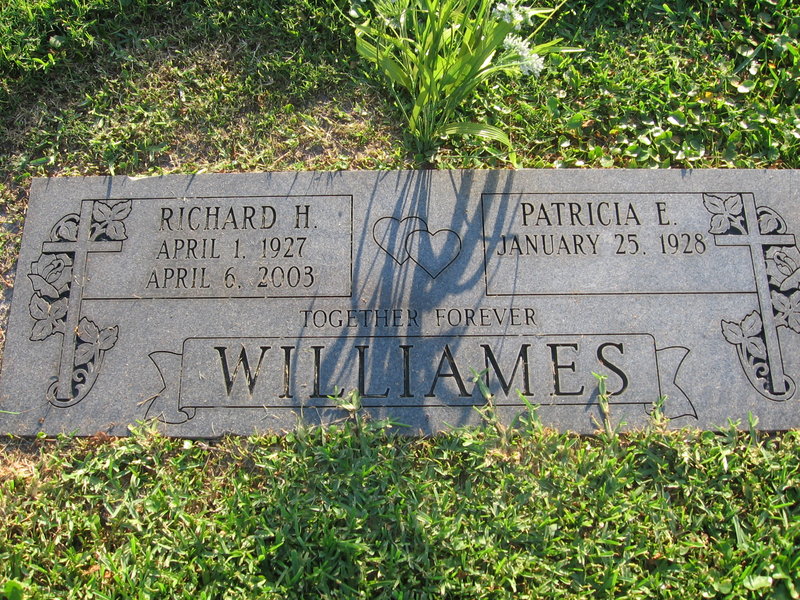 RICHARD H.
APRIL 1, 1927
APRIL 6, 2003
PATRICIA E.
JANUARY 25, 1928
TOGETHER FOREVER
WILLIAMES